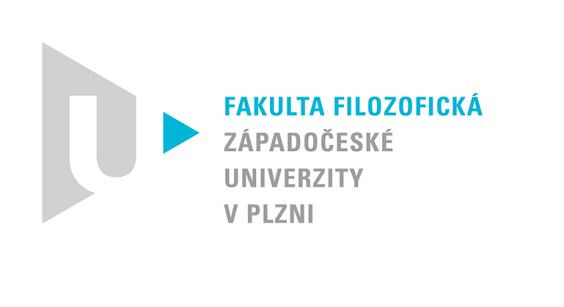 FAKULTA FILOZOFICKÁ
ZÁPADOČESKÉ
UNIVERZITY
V PLZNI